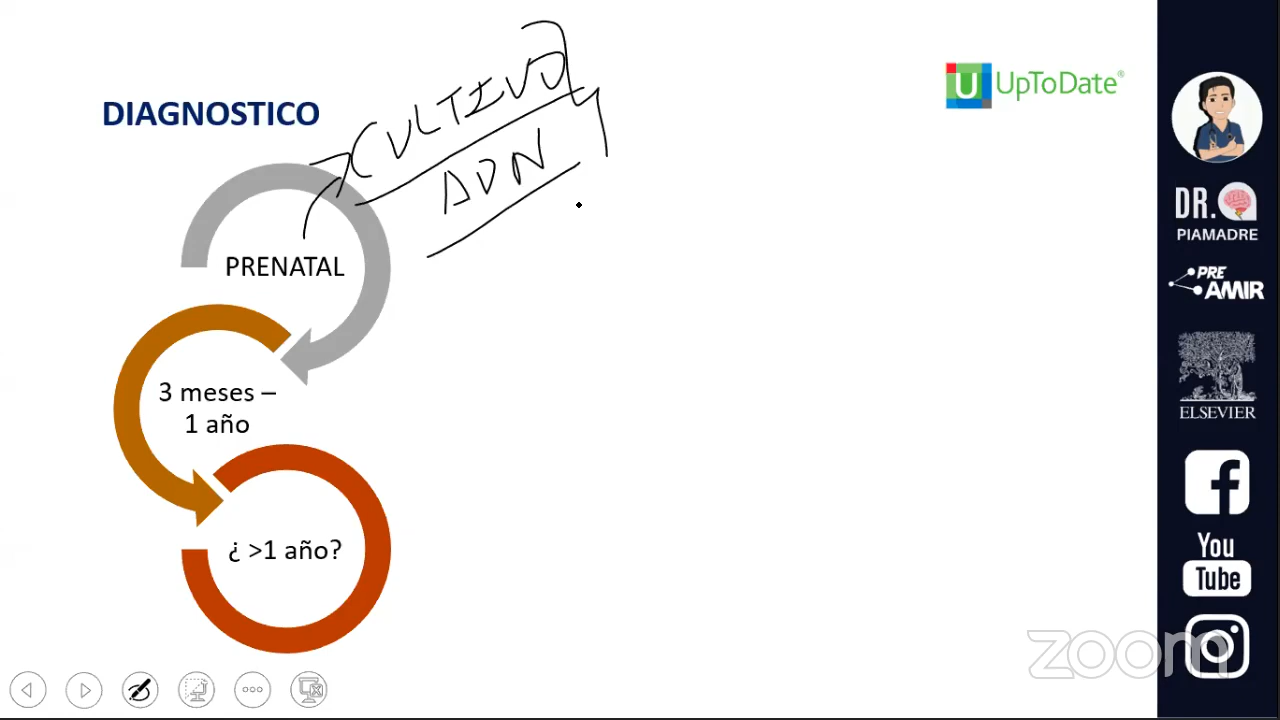 DIAGNOSTICO
CULTIVO
ADN
PRENATAL
3 meses –
1 año
¿ >1 año?
UpToDate®
DR.
PIAMADRE
PRE
AMIR
ELSEVIER
You
Tube
zoom